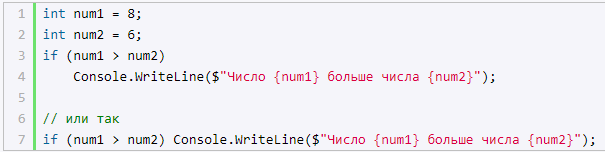 1 int num1 = 8;
2 int num2 = 6;
3 if (num1 > num2)
4     Console.WriteLine($"Число {num1} больше числа {num2}");
5
6 // или так
7 if (num1 > num2) Console.WriteLine($"Число {num1} больше числа {num2}");